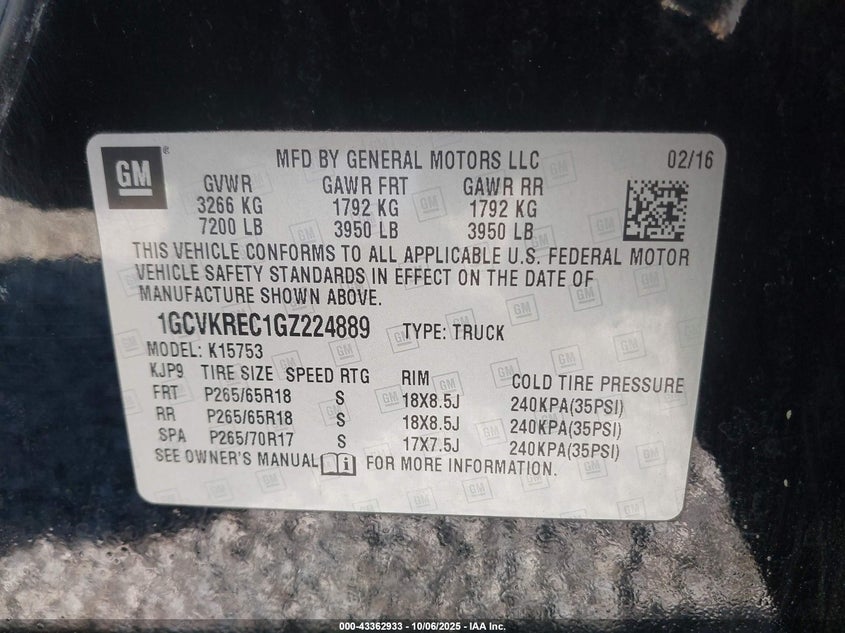 GM ® MFD BY GENERAL MOTORS LLC 02/16
GVWR GAWR FRT GAWR RR
3266 KG 1792 KG 1792 KG
7200 LB 3950 LB 3950 LB
THIS VEHICLE CONFORMS TO ALL APPLICABLE U.S. FEDERAL MOTOR
VEHICLE SAFETY STANDARDS IN EFFECT ON THE DATE OF
MANUFACTURE SHOWN ABOVE.
1GCVKREC1GZ224889 TYPE: TRUCK
MODEL: K15753
KJP9 TIRE SIZE SPEED RTG RIM COLD TIRE PRESSURE
FRT P265/65R18 S 18X8.5J 240KPA(35PSI)
RR P265/65R18 S 18X8.5J 240KPA(35PSI)
SPA P265/70R17 S 17X7.5J 240KPA(35PSI)
SEE OWNER'S MANUAL FOR MORE INFORMATION.
000-43362933 - 10/06/2025 - IAA Inc.